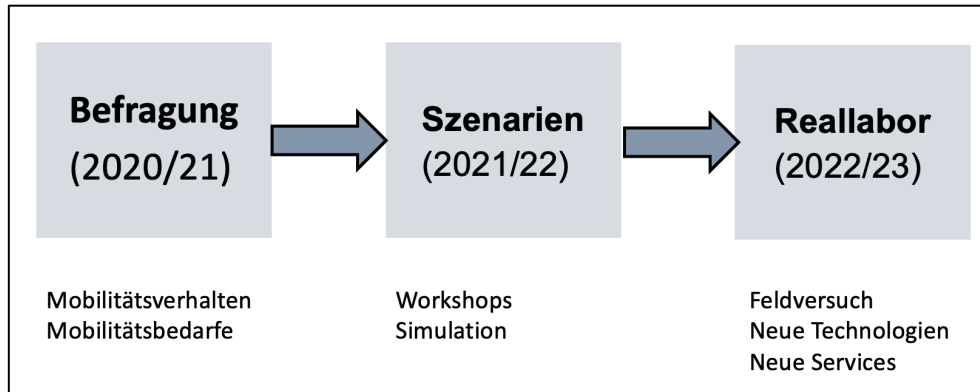 Befragung
(2020/21)
Szenarien
(2021/22)
Reallabor
(2022/23)
Mobilitätsverhalten
Mobilitätsbedarfe
Workshops
Simulation
Feldversuch
Neue Technologien
Neue Services